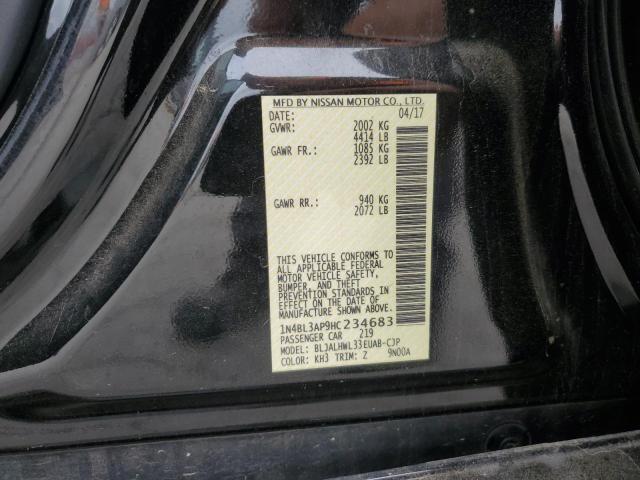 MFD BY NISSAN MOTOR CO., LTD.
DATE: 04/17
GVWR: 2002 KG
4414 LB
GAWR FR.: 1085 KG
2392 LB
GAWR RR.: 940 KG
2072 LB
THIS VEHICLE CONFORMS TO
ALL APPLICABLE FEDERAL
MOTOR VEHICLE SAFETY,
BUMPER, AND THEFT
PREVENTION STANDARDS IN
EFFECT ON THE DATE OF
MANUFACTURE SHOWN ABOVE.
1N4BL3AP9HC234683
PASSENGER CAR 219
MODEL: BLJALHWL33EUAB-CJP
COLOR: KH3 TRIM: Z 9N00A